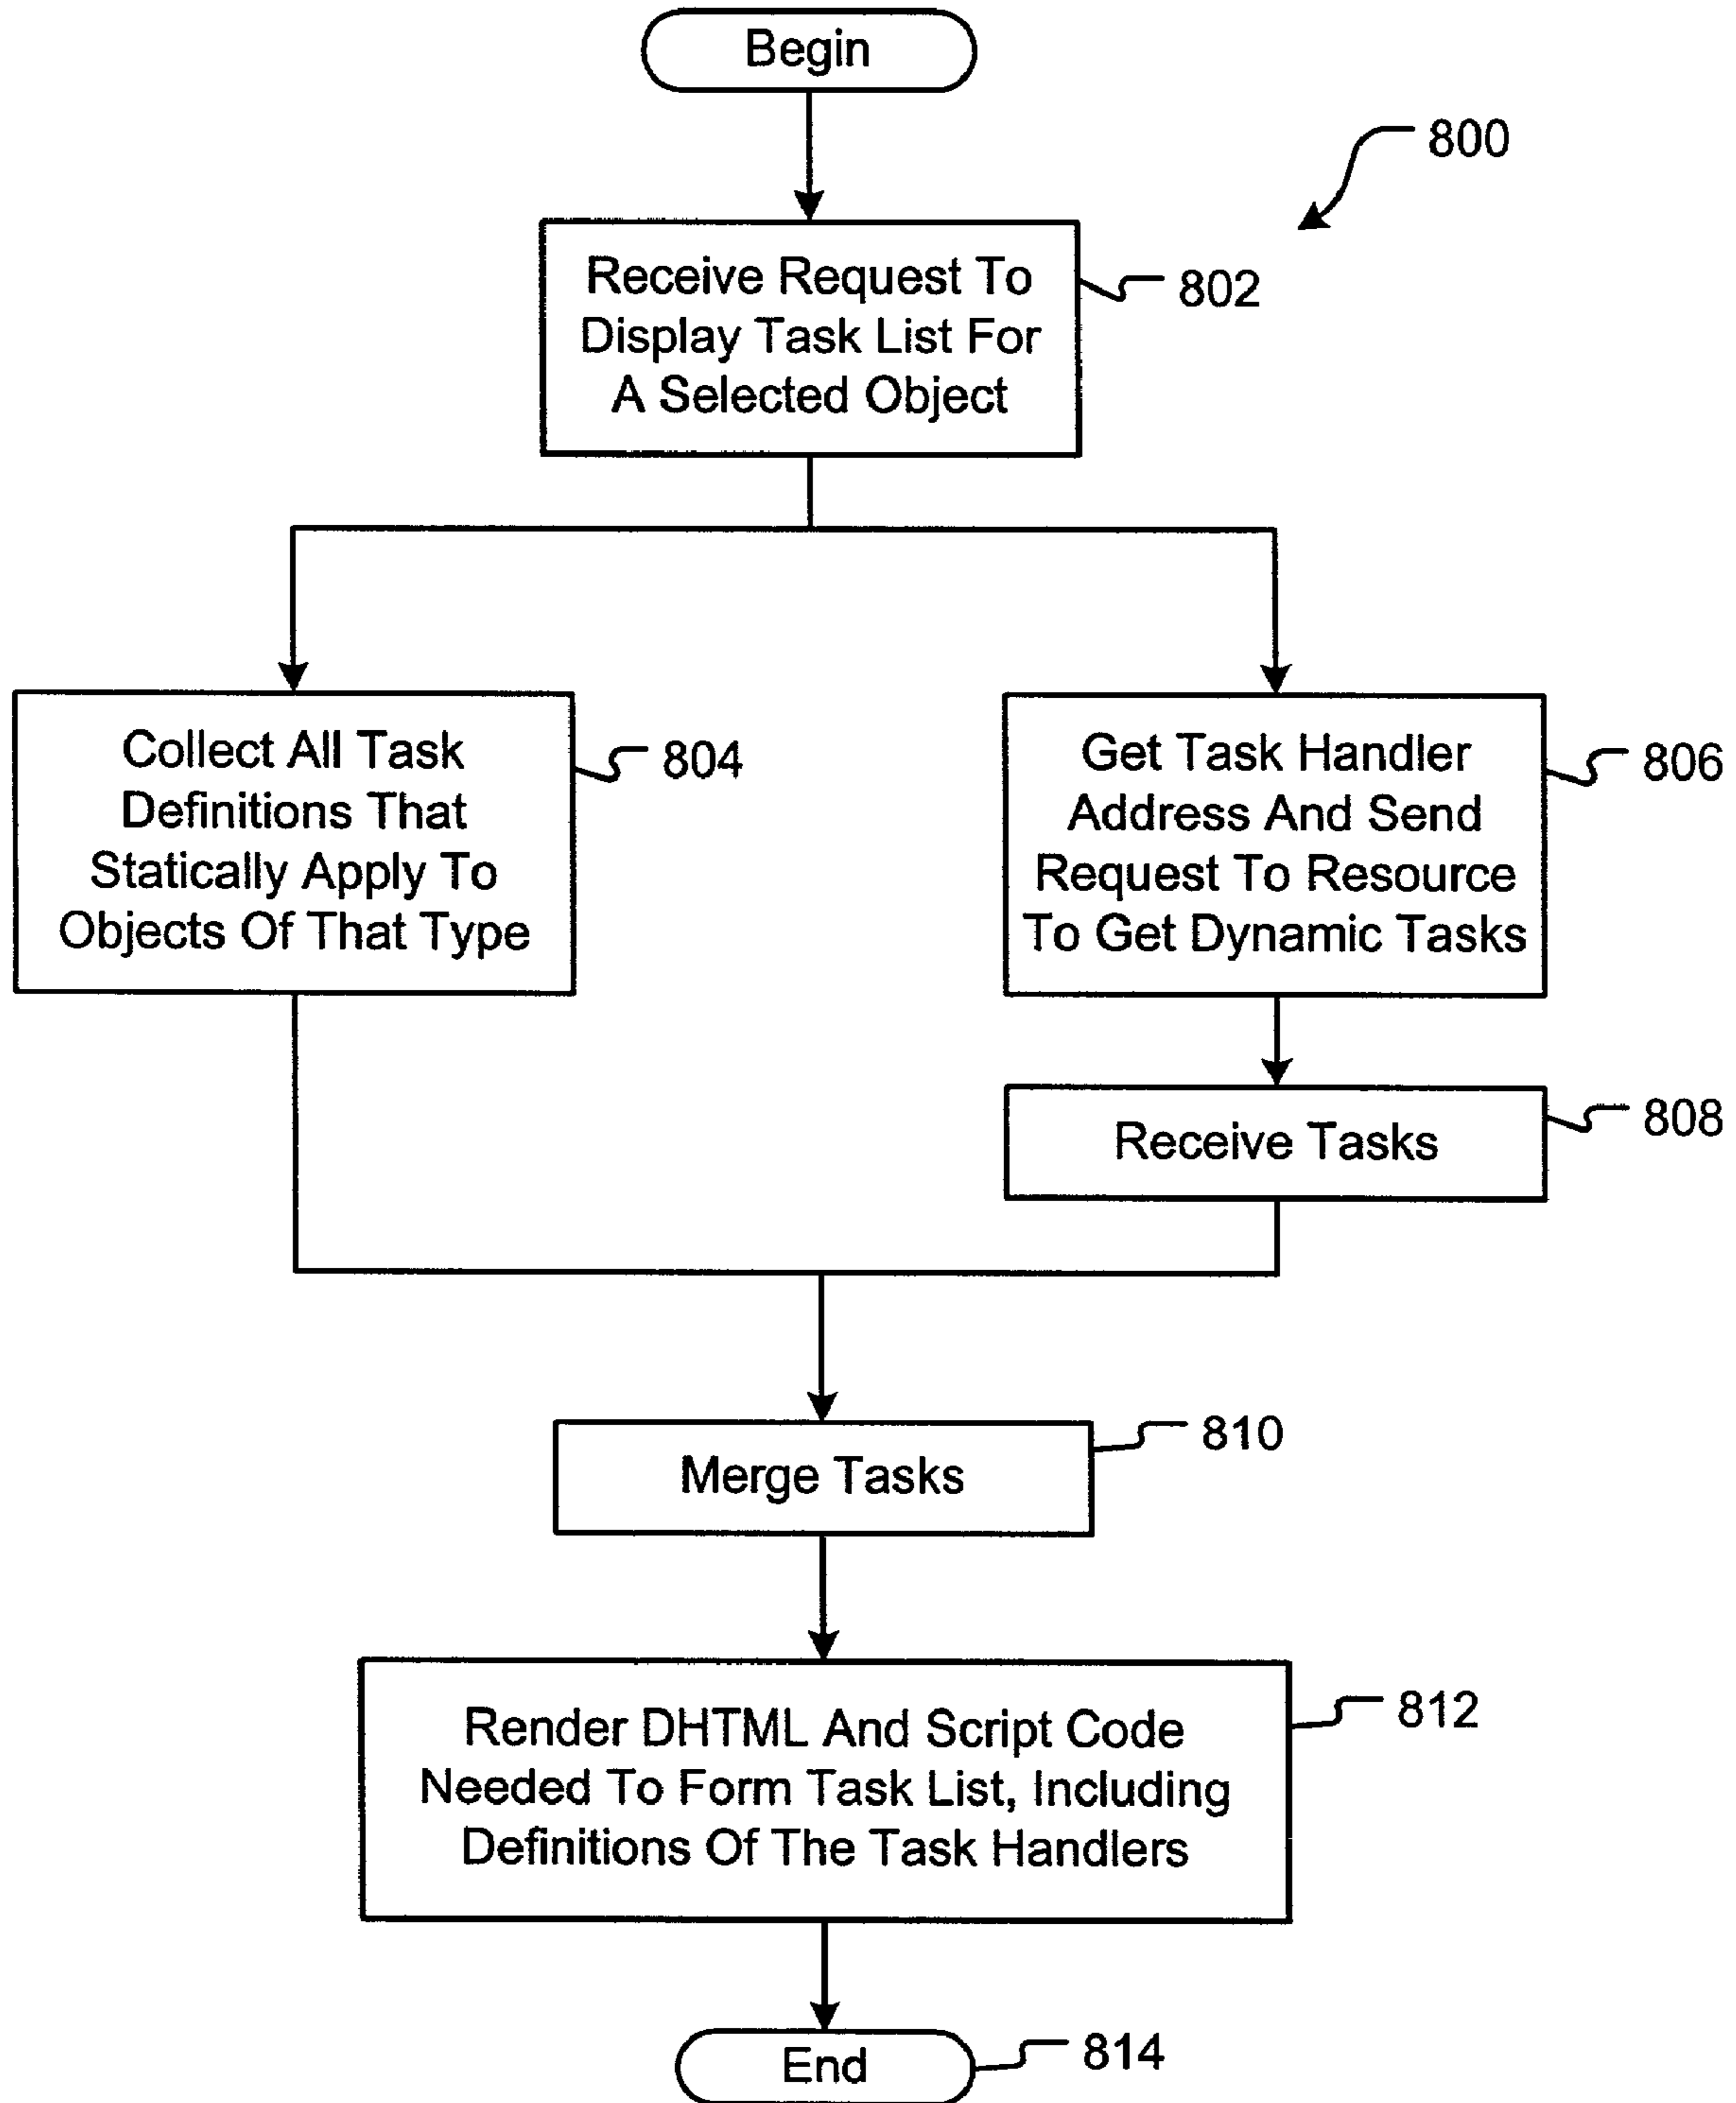 Begin
800
Receive Request To
Display Task List For
A Selected Object
802
Collect All Task
Definitions That
Statically Apply To
Objects Of That Type
804
Get Task Handler
Address And Send
Request To Resource
To Get Dynamic Tasks
806
Receive Tasks
808
Merge Tasks
810
Render DHTML And Script Code
Needed To Form Task List, Including
Definitions Of The Task Handlers
812
End
814